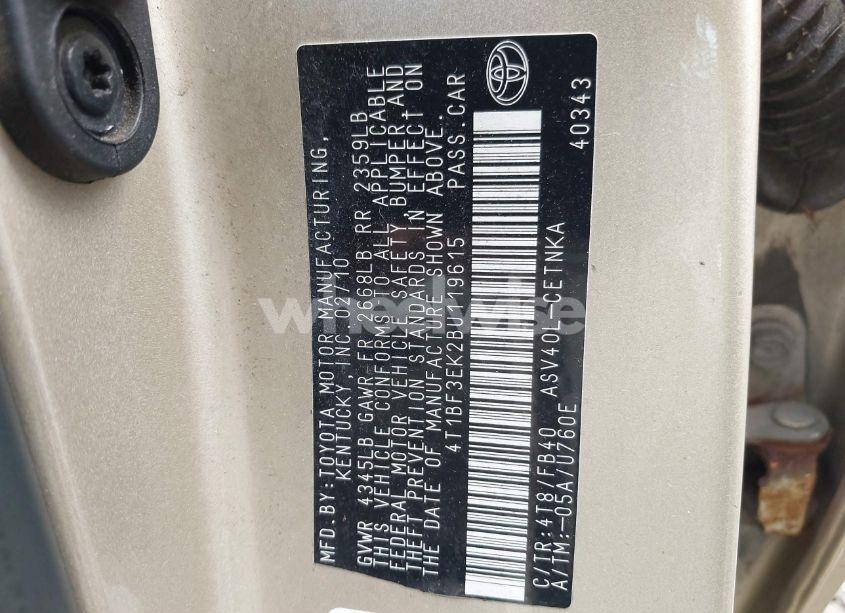 MFD.BY:TOYOTA MOTOR MANUFACTURING,
KENTUCKY, INC. 02/10
GVWR 4345LB GAWR FR 2668LB RR 2359LB
THIS VEHICLE CONFORMS TO ALL APPLICABLE
FEDERAL MOTOR VEHICLE SAFETY, BUMPER AND
THEFT PREVENTION STANDARDS IN EFFECT ON
THE DATE OF MANUFACTURE SHOWN ABOVE.
4T1BF3EK2BU119615 PASS.CAR
C/TR:4T8/FB40 ASV40L-CETNKA
A/TM:-05A/U760E 40343
wheelwise